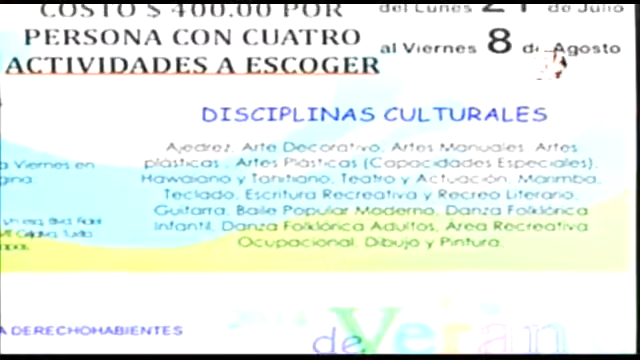 COSTO $ 400.00 POR
PERSONA CON CUATRO
ACTIVIDADES A ESCOGER
del Lunes 21 de Julio
al Viernes 8 de Agosto
DISCIPLINAS CULTURALES
Ajedrez, Arte Decorativo, Artes Manuales, Artes
plásticas, Artes Plásticas (Capacidades Especiales),
Hawaiano y Tahitiano, Teatro y Actuación, Marimba,
Teclado, Escritura Recreativa y Recreo Literario,
Guitarra, Baile Popular Moderno, Danza Folklórica
Infantil, Danza Folklórica Adultos, Área Recreativa
Ocupacional, Dibujo y Pintura.
a Viernes en
DERECHOHABIENTES
de Verano